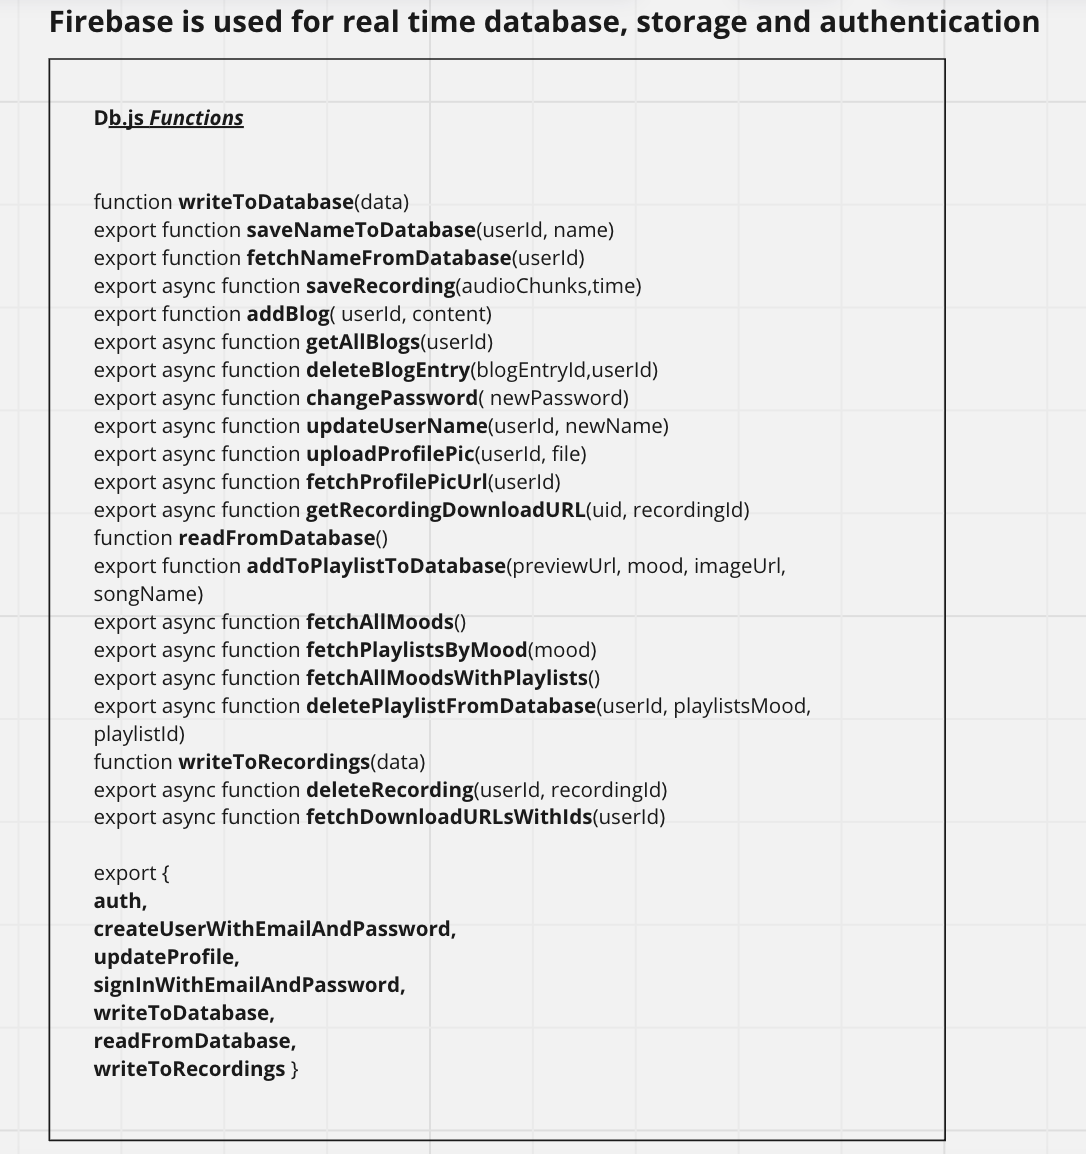 Firebase is used for real time database, storage and authentication
Db.js Functions
function writeToDatabase(data)
export function saveNameToDatabase(userId, name)
export function fetchNameFromDatabase(userId)
export async function saveRecording(audioChunks,time)
export function addBlog( userId, content)
export async function getAllBlogs(userId)
export async function deleteBlogEntry(blogEntryId,userId)
export async function changePassword( newPassword)
export async function updateUserName(userId, newName)
export async function uploadProfilePic(userId, file)
export async function fetchProfilePicUrl(userId)
export async function getRecordingDownloadURL(uid, recordingId)
function readFromDatabase()
export function addToPlaylistToDatabase(previewUrl, mood, imageUrl,
songName)
export async function fetchAllMoods()
export async function fetchPlaylistsByMood(mood)
export async function fetchAllMoodsWithPlaylists()
export async function deletePlaylistFromDatabase(userId, playlistsMood,
playlistId)
function writeToRecordings(data)
export async function deleteRecording(userId, recordingId)
export async function fetchDownloadURLsWithIds(userId)
export {
auth,
createUserWithEmailAndPassword,
updateProfile,
signInWithEmailAndPassword,
writeToDatabase,
readFromDatabase,
writeToRecordings }